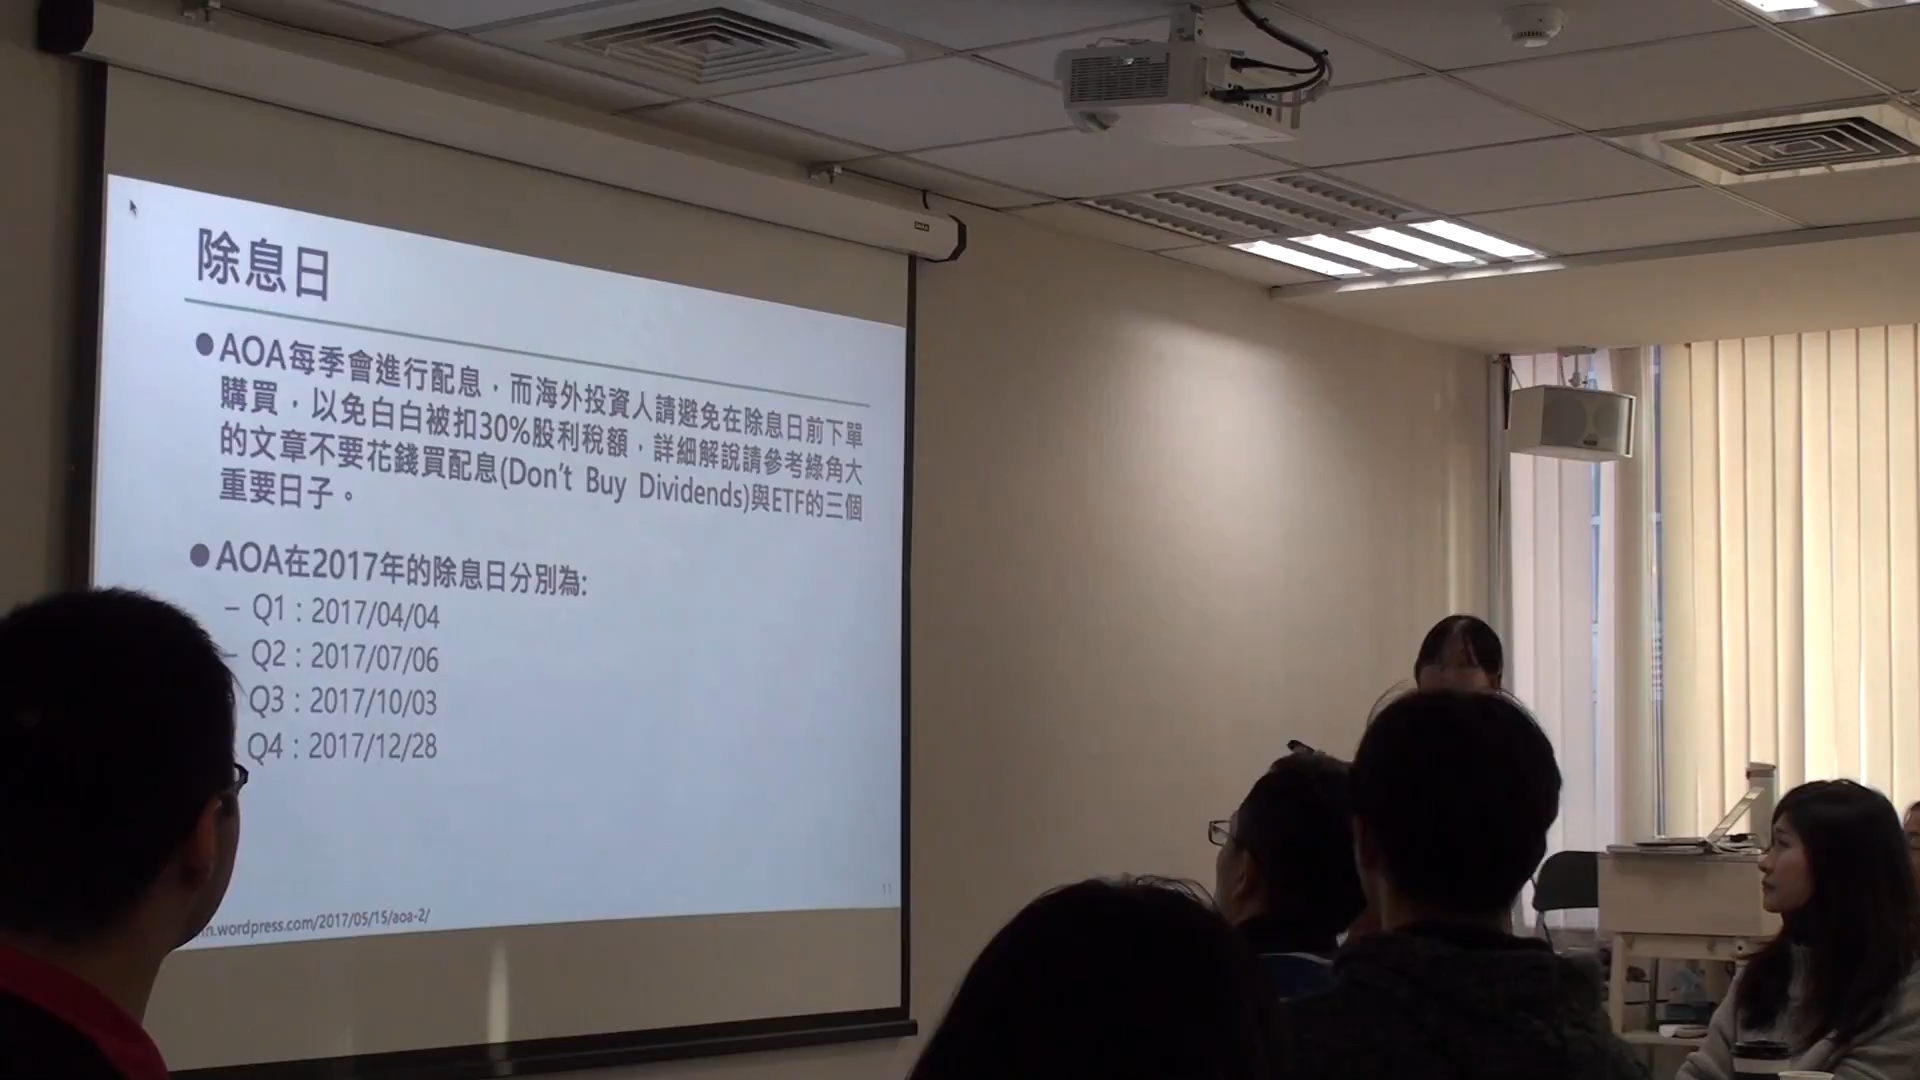 除息日
●AOA每季會進行配息，而海外投資人請避免在除息日前下單
購買，以免白白被扣30%股利稅額，詳細解說請參考綠角大
的文章不要花錢買配息(Don't Buy Dividends)與ETF的三個
重要日子。
●AOA在2017年的除息日分別為:
– Q1：2017/04/04
– Q2：2017/07/06
Q3：2017/10/03
Q4：2017/12/28
11
.wordpress.com/2017/05/15/aoa-2/